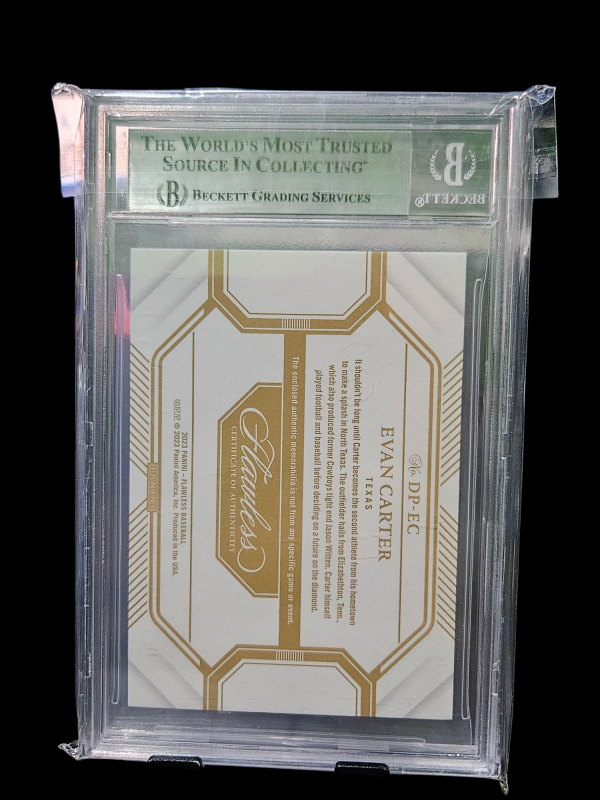 THE WORLD'S MOST TRUSTED
SOURCE IN COLLECTING™
BECKETT GRADING SERVICES
B
BECKETT®
No. DP-EC
EVAN CARTER
TEXAS
It shouldn't be long until Carter becomes the second athlete from his hometown
to make a splash in North Texas. The outfielder hails from Elizabethton, Tenn.,
which also produced former Cowboys tight end Jason Witten. Carter himself
played football and baseball before deciding on a future on the diamond.
The enclosed authentic memorabilia is not from any specific game or event.
Flawless
CERTIFICATE OF AUTHENTICITY
2023 PANINI – FLAWLESS BASEBALL
© 2023 Panini America, Inc. Produced in the USA.